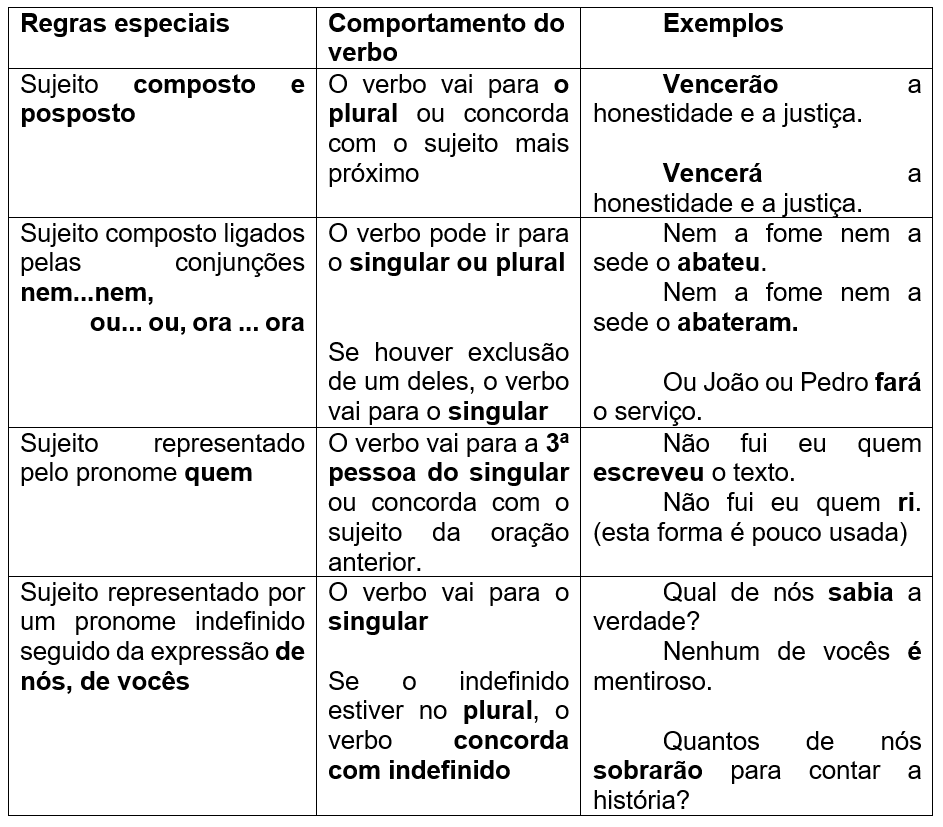 Regras especiais
Comportamento do
verbo
Exemplos
Sujeito composto e
posposto
O verbo vai para o
plural ou concorda
com o sujeito mais
próximo
Vencerão a
honestidade e a justiça.
Vencerá a
honestidade e a justiça.
Sujeito composto ligados
pelas conjunções
nem...nem,
ou... ou, ora ... ora
O verbo pode ir para
o singular ou plural
Se houver exclusão
de um deles, o verbo
vai para o singular
Nem a fome nem a
sede o abateu.
Nem a fome nem a
sede o abateram.
Ou João ou Pedro fará
o serviço.
Sujeito representado
pelo pronome quem
O verbo vai para a 3ª
pessoa do singular
ou concorda com o
sujeito da oração
anterior.
Não fui eu quem
escreveu o texto.
Não fui eu quem ri.
(esta forma é pouco usada)
Sujeito representado por
um pronome indefinido
seguido da expressão de
nós, de vocês
O verbo vai para o
singular
Se o indefinido
estiver no plural, o
verbo concorda
com indefinido
Qual de nós sabia a
verdade?
Nenhum de vocês é
mentiroso.
Quantos de nós
sobrarão para contar a
história?